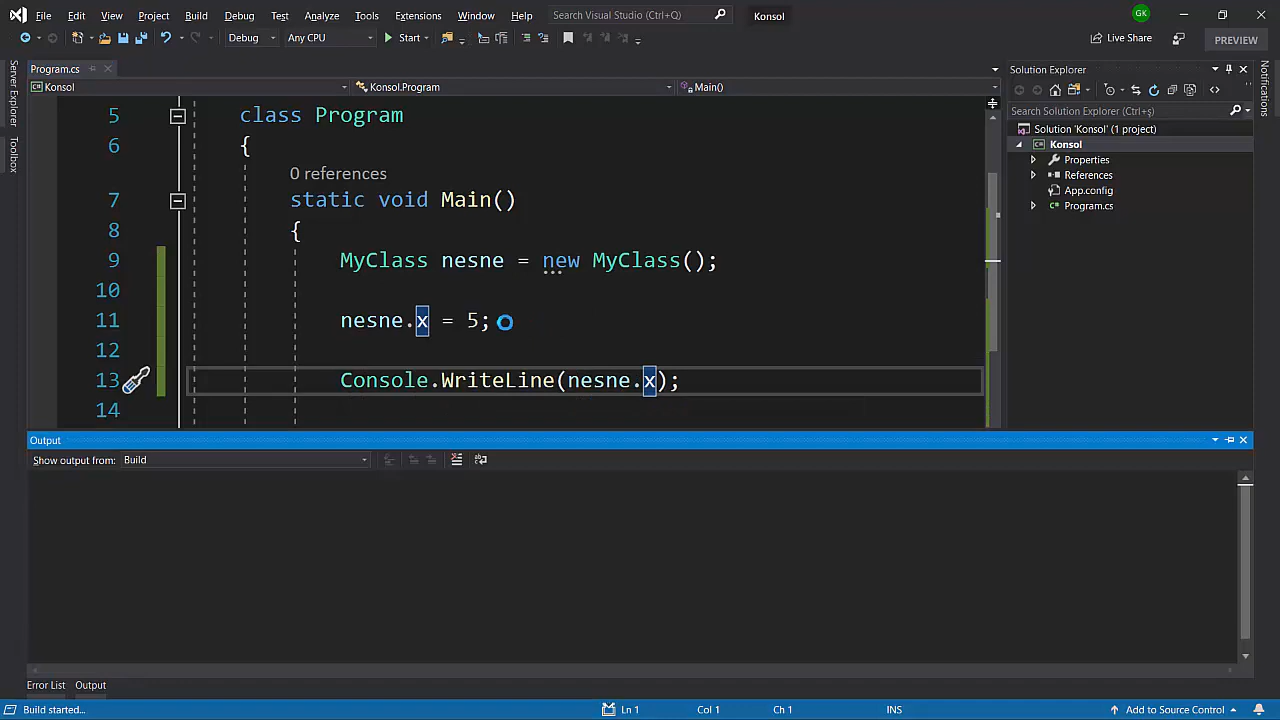 File Edit View Project Build Debug Test Analyze Tools Extensions Window Help Search Visual Studio (Ctrl+Q) Konsol GK
Debug Any CPU Start Live Share PREVIEW
Server Explorer
Toolbox
Program.cs
Konsol Konsol.Program Main()
5 class Program
6 {
0 references
7 static void Main()
8 {
9 MyClass nesne = new MyClass();
10
11 nesne.x = 5;
12
13 Console.WriteLine(nesne.x);
14
Solution Explorer
Search Solution Explorer (Ctrl+ş)
Solution 'Konsol' (1 project)
Konsol
Properties
References
App.config
Program.cs
Notifications
Output
Show output from: Build
Error List Output
Build started... Ln 1 Col 1 Ch 1 INS Add to Source Control